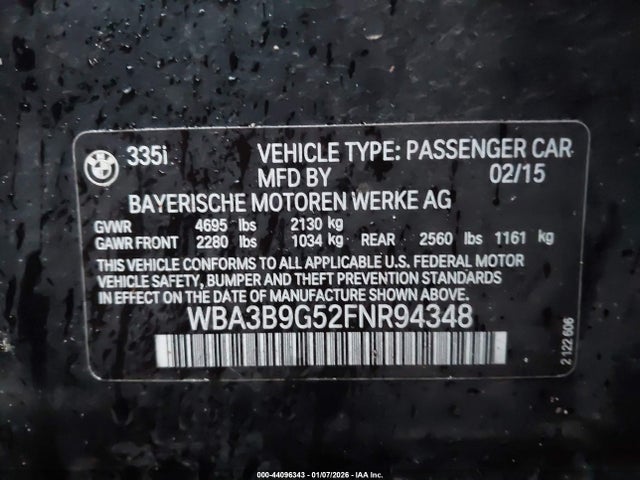 BMW
335i VEHICLE TYPE: PASSENGER CAR
MFD BY 02/15
BAYERISCHE MOTOREN WERKE AG
GVWR 4695 lbs 2130 kg
GAWR FRONT 2280 lbs 1034 kg REAR 2560 lbs 1161 kg
THIS VEHICLE CONFORMS TO ALL APPLICABLE U.S. FEDERAL MOTOR
VEHICLE SAFETY, BUMPER AND THEFT PREVENTION STANDARDS
IN EFFECT ON THE DATE OF MANUFACTURE SHOWN ABOVE.
WBA3B9G52FNR94348
2 122 606
000-44096343 - 01/07/2026 - IAA Inc.